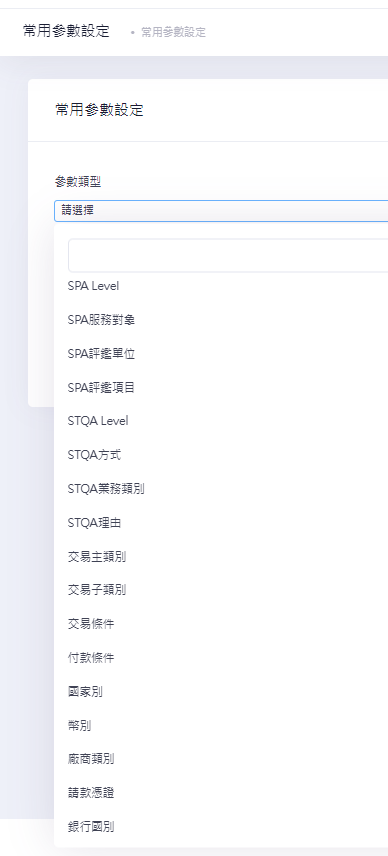 常用參數設定 • 常用參數設定
常用參數設定
參數類型
請選擇
SPA Level
SPA服務對象
SPA評鑑單位
SPA評鑑項目
STQA Level
STQA方式
STQA業務類別
STQA理由
交易主類別
交易子類別
交易條件
付款條件
國家別
幣別
廠商類別
請款憑證
銀行國別